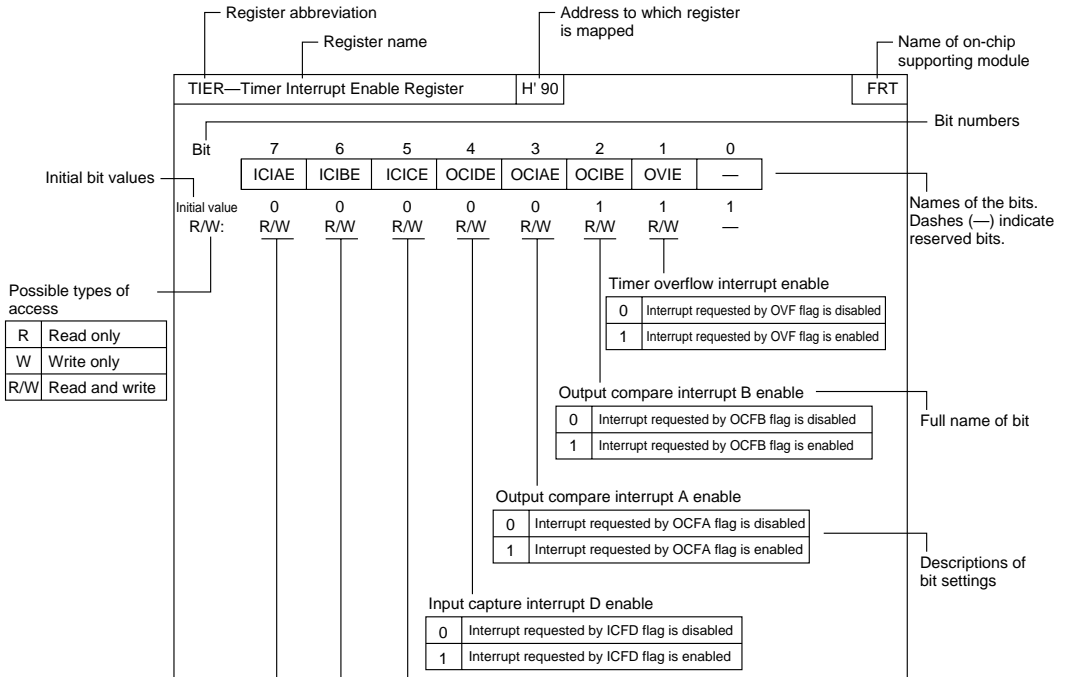 Register abbreviation
Register name
Address to which register
is mapped
Name of on-chip
supporting module
TIER—Timer Interrupt Enable Register
H' 90
FRT
Bit numbers
Bit 7 6 5 4 3 2 1 0
ICIAE ICIBE ICICE OCIDE OCIAE OCIBE OVIE —
Initial bit values
Initial value 0 0 0 0 0 1 1 1
R/W: R/W R/W R/W R/W R/W R/W R/W —
Names of the bits.
Dashes (—) indicate
reserved bits.
Possible types of
access
R Read only
W Write only
R/W Read and write
Timer overflow interrupt enable
0 Interrupt requested by OVF flag is disabled
1 Interrupt requested by OVF flag is enabled
Output compare interrupt B enable
0 Interrupt requested by OCFB flag is disabled
1 Interrupt requested by OCFB flag is enabled
Full name of bit
Output compare interrupt A enable
0 Interrupt requested by OCFA flag is disabled
1 Interrupt requested by OCFA flag is enabled
Descriptions of
bit settings
Input capture interrupt D enable
0 Interrupt requested by ICFD flag is disabled
1 Interrupt requested by ICFD flag is enabled